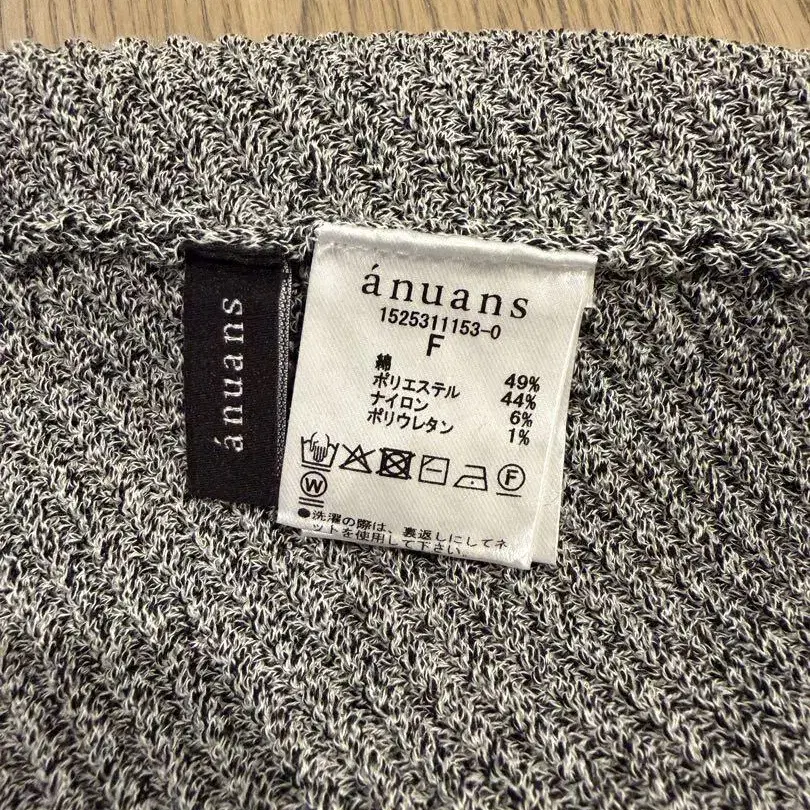 ánuans
ánuans
1525311153-0
F
綿 49%
ポリエステル 44%
ナイロン 6%
ポリウレタン 1%
F
W
●洗濯の際は、裏返しにしてネ
ットを使用して下さい。